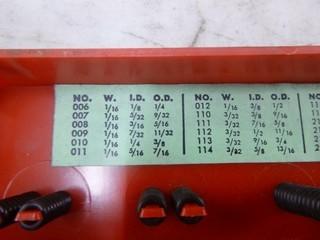 NO. W. I.D. O.D. NO. W. I.D. O.D.
006 1/16 1/8 1/4 012 1/16 3/8 1/2
007 1/16 5/32 9/32 110 3/32 3/8 9/16
008 1/16 3/16 5/16 111 3/32 7/16 5/8
009 1/16 7/32 11/32 112 3/32 1/2 11/16
010 1/16 1/4 3/8 113 3/32 9/16 3/4
011 1/16 5/16 7/16 114 3/32 5/8 13/16